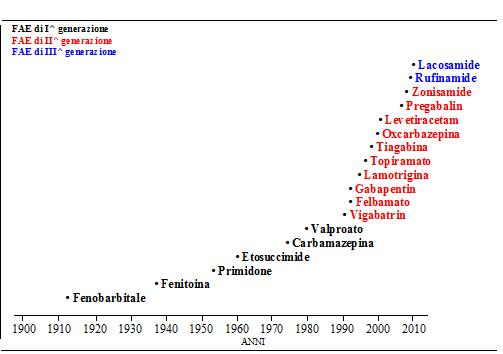 FAE di I^ generazione
FAE di II^ generazione
FAE di III^ generazione
• Lacosamide
• Rufinamide
• Zonisamide
• Pregabalin
• Levetiracetam
• Oxcarbazepina
• Tiagabina
• Topiramato
• Lamotrigina
• Gabapentin
• Felbamato
• Vigabatrin
• Valproato
• Carbamazepina
• Etosuccimide
• Primidone
• Fenitoina
• Fenobarbitale
1900 1910 1920 1930 1940 1950 1960 1970 1980 1990 2000 2010
ANNI